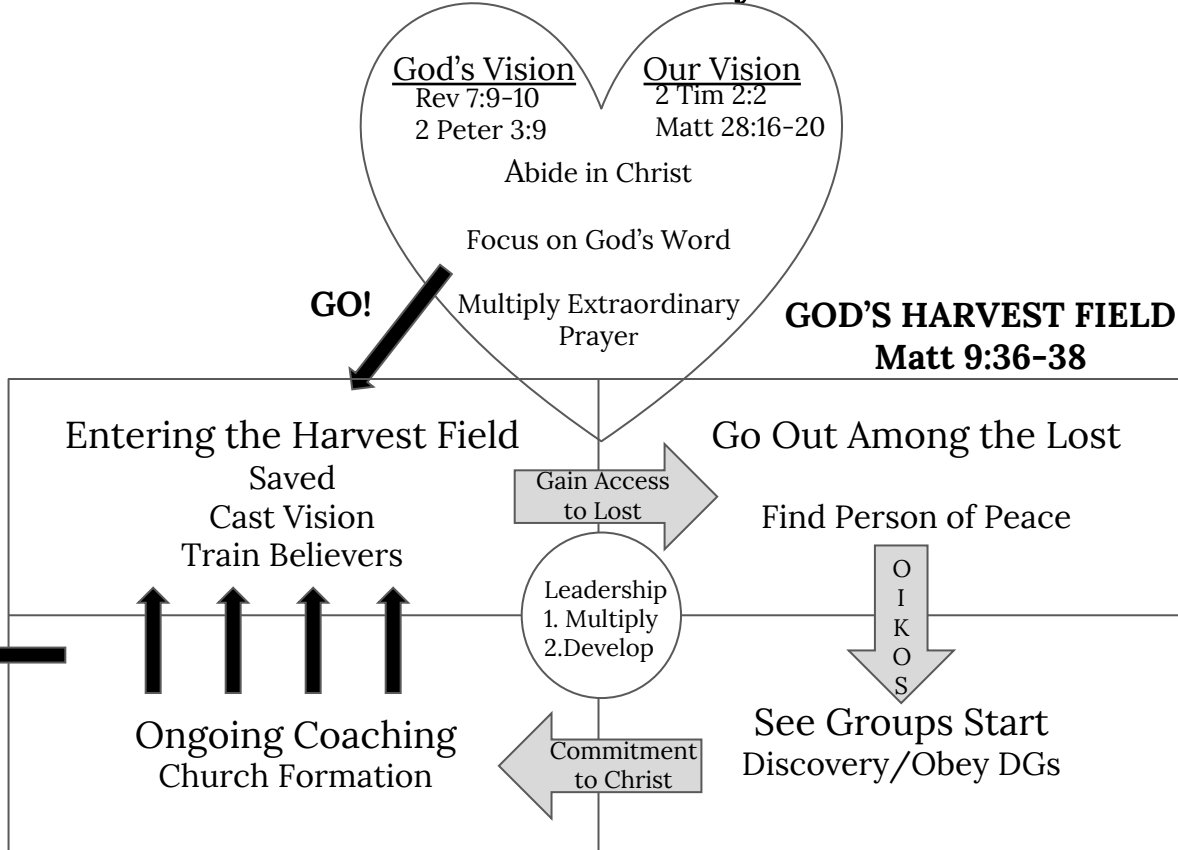 God's Vision
Rev 7:9-10
2 Peter 3:9
Our Vision
2 Tim 2:2
Matt 28:16-20
Abide in Christ
Focus on God's Word
Multiply Extraordinary
Prayer
GO!
GOD'S HARVEST FIELD
Matt 9:36-38
Entering the Harvest Field
Saved
Cast Vision
Train Believers
Gain Access
to Lost
Go Out Among the Lost
Find Person of Peace
O
I
K
O
S
Leadership
1. Multiply
2.Develop
See Groups Start
Discovery/Obey DGs
Commitment
to Christ
Ongoing Coaching
Church Formation